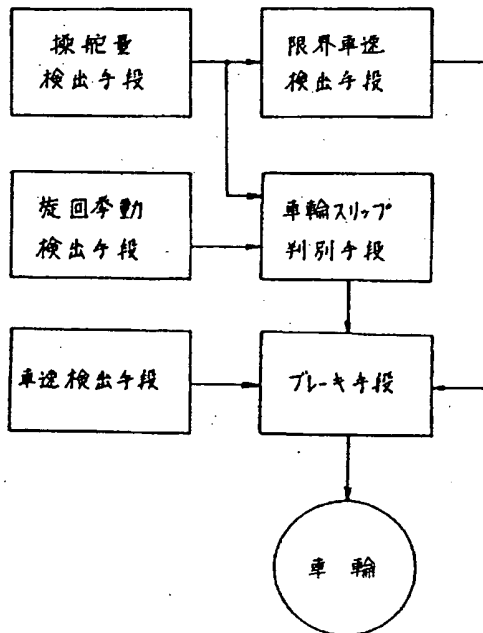 操舵量
検出手段
限界車速
検出手段
旋回挙動
検出手段
車輪スリップ
判別手段
車速検出手段
ブレーキ手段
車輪